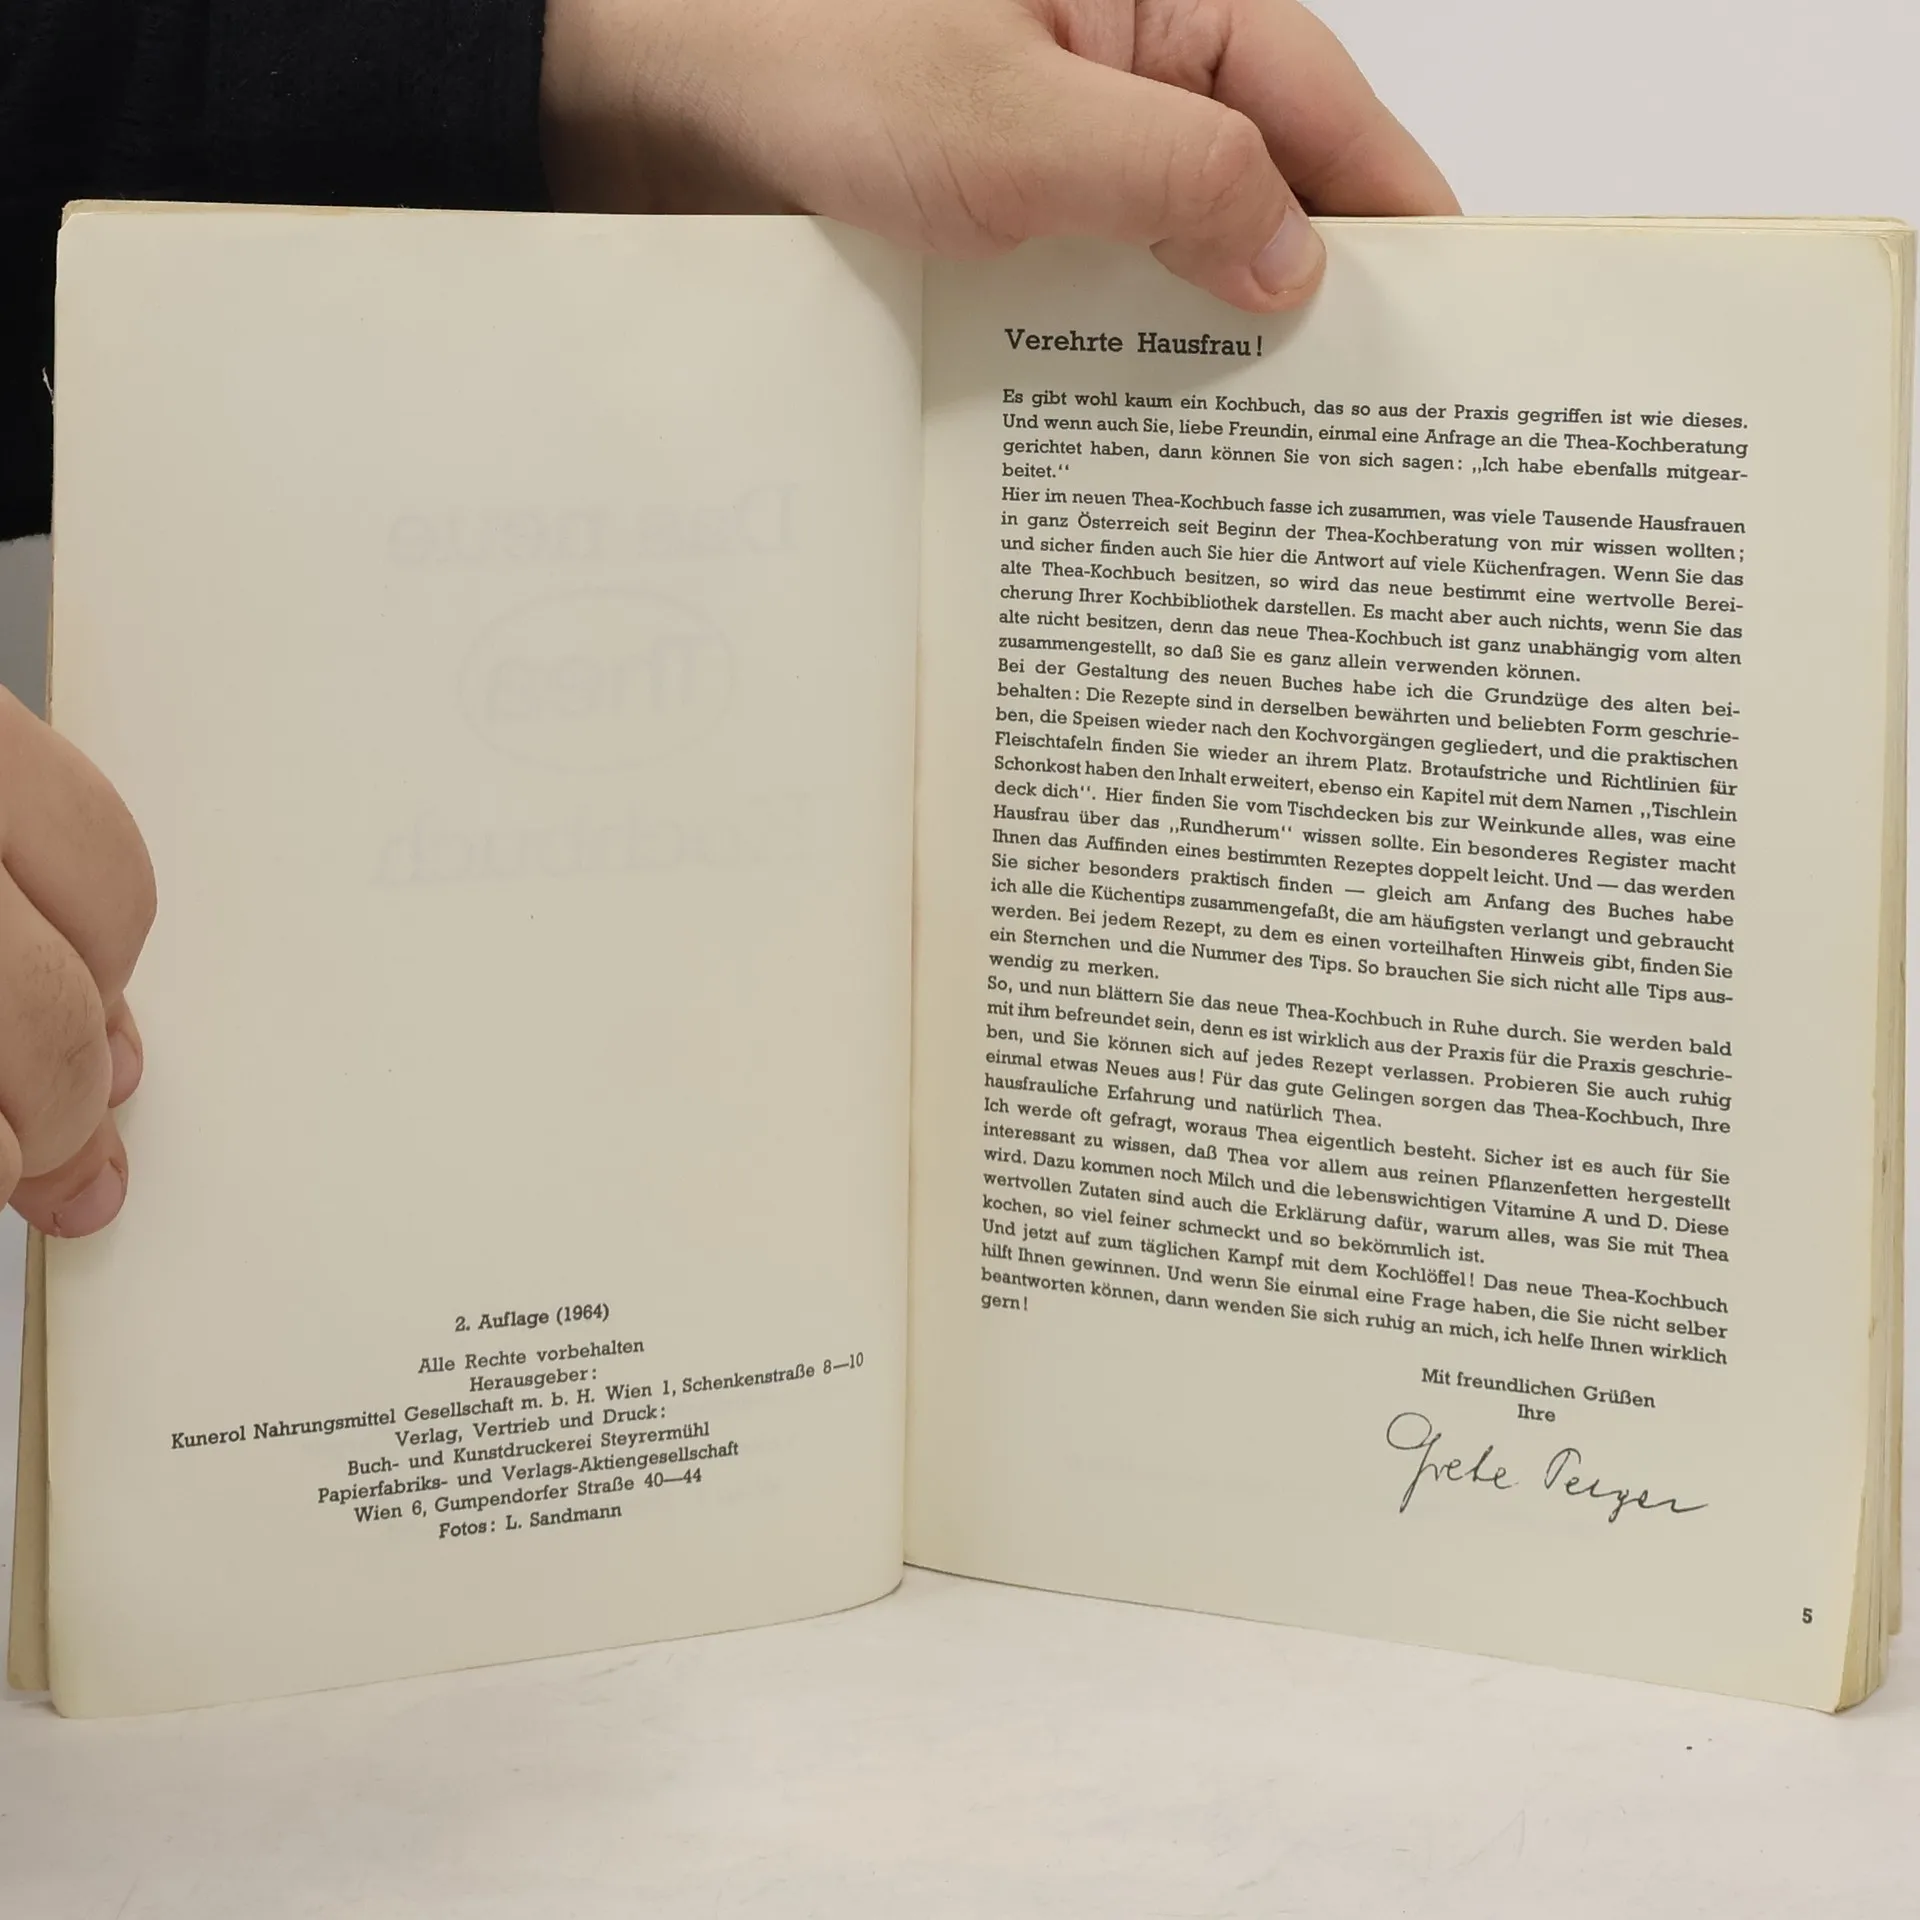 2. Auflage (1964)
Alle Rechte vorbehalten
Herausgeber:
Kunerol Nahrungsmittel Gesellschaft m. b. H. Wien 1, Schenkenstraße 8—10
Verlag, Vertrieb und Druck:
Buch- und Kunstdruckerei Steyrermühl
Papierfabriks- und Verlags-Aktiengesellschaft
Wien 6, Gumpendorfer Straße 40—44
Fotos: L. Sandmann
Verehrte Hausfrau!
Es gibt wohl kaum ein Kochbuch, das so aus der Praxis gegriffen ist wie dieses.
Und wenn auch Sie, liebe Freundin, einmal eine Anfrage an die Thea-Kochberatung
gerichtet haben, dann können Sie von sich sagen: „Ich habe ebenfalls mitgear-
beitet.“
Hier im neuen Thea-Kochbuch fasse ich zusammen, was viele Tausende Hausfrauen
in ganz Österreich seit Beginn der Thea-Kochberatung von mir wissen wollten;
und sicher finden auch Sie hier die Antwort auf viele Küchenfragen. Wenn Sie das
alte Thea-Kochbuch besitzen, so wird das neue bestimmt eine wertvolle Berei-
cherung Ihrer Kochbibliothek darstellen. Es macht aber auch nichts, wenn Sie das
alte nicht besitzen, denn das neue Thea-Kochbuch ist ganz unabhängig vom alten
zusammengestellt, so daß Sie es ganz allein verwenden können.
Bei der Gestaltung des neuen Buches habe ich die Grundzüge des alten bei-
behalten: Die Rezepte sind in derselben bewährten und beliebten Form geschrie-
ben, die Speisen wieder nach den Kochvorgängen gegliedert, und die praktischen
Fleischtafeln finden Sie wieder an ihrem Platz. Brotaufstriche und Richtlinien für
Schonkost haben den Inhalt erweitert, ebenso ein Kapitel mit dem Namen „Tischlein
deck dich“. Hier finden Sie vom Tischdecken bis zur Weinkunde alles, was eine
Hausfrau über das „Rundherum“ wissen sollte. Ein besonderes Register macht
Ihnen das Auffinden eines bestimmten Rezeptes doppelt leicht. Und — das werden
Sie sicher besonders praktisch finden — gleich am Anfang des Buches habe
ich alle die Küchentips zusammengefaßt, die am häufigsten verlangt und gebraucht
werden. Bei jedem Rezept, zu dem es einen vorteilhaften Hinweis gibt, finden Sie
ein Sternchen und die Nummer des Tips. So brauchen Sie sich nicht alle Tips aus-
wendig zu merken.
So, und nun blättern Sie das neue Thea-Kochbuch in Ruhe durch. Sie werden bald
mit ihm befreundet sein, denn es ist wirklich aus der Praxis für die Praxis geschrie-
ben, und Sie können sich auf jedes Rezept verlassen. Probieren Sie auch ruhig
einmal etwas Neues aus! Für das gute Gelingen sorgen das Thea-Kochbuch, Ihre
hausfrauliche Erfahrung und natürlich Thea.
Ich werde oft gefragt, woraus Thea eigentlich besteht. Sicher ist es auch für Sie
interessant zu wissen, daß Thea vor allem aus reinen Pflanzenfetten hergestellt
wird. Dazu kommen noch Milch und die lebenswichtigen Vitamine A und D. Diese
wertvollen Zutaten sind auch die Erklärung dafür, warum alles, was Sie mit Thea
kochen, so viel feiner schmeckt und so bekömmlich ist.
Und jetzt auf zum täglichen Kampf mit dem Kochlöffel! Das neue Thea-Kochbuch
hilft Ihnen gewinnen. Und wenn Sie einmal eine Frage haben, die Sie nicht selber
beantworten können, dann wenden Sie sich ruhig an mich, ich helfe Ihnen wirklich
gern!
Mit freundlichen Grüßen
Ihre
Grete Perger
5